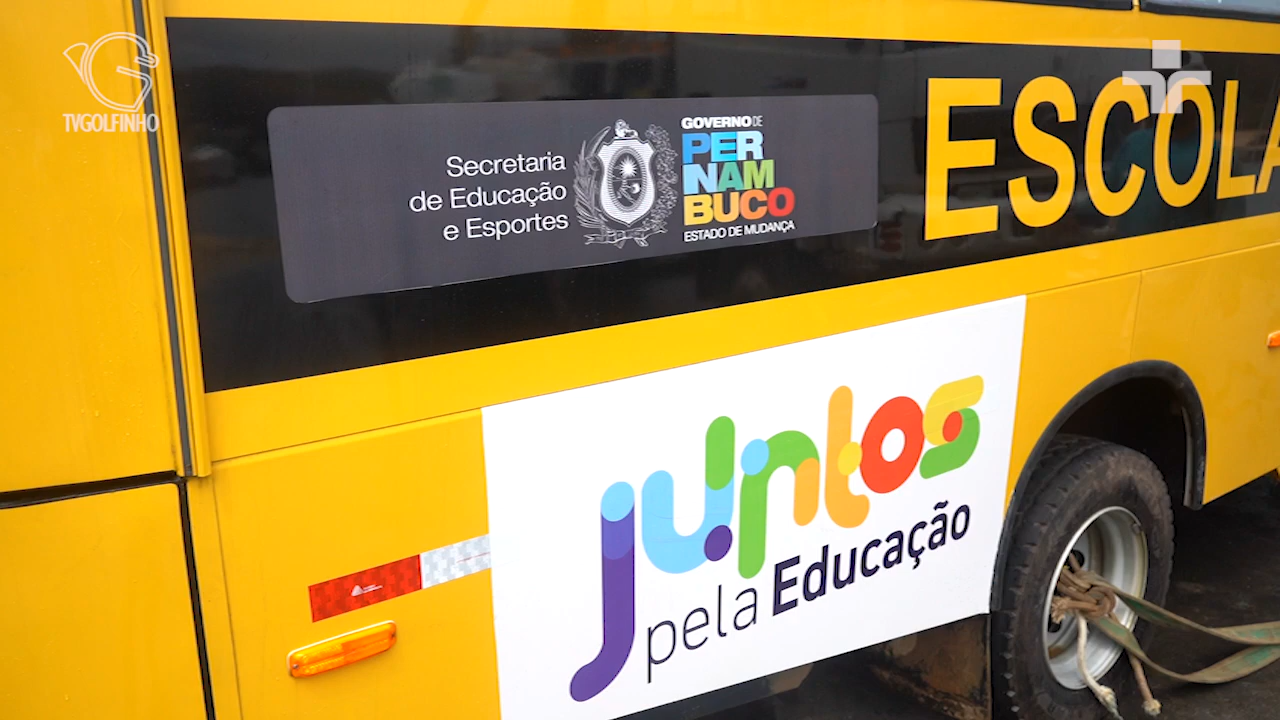 TVGOLFINHO
Secretaria
de Educação
e Esportes
GOVERNO DE
PER
NAM
BUCO
ESTADO DE MUDANÇA
ESCOLA
juntos
pela Educação